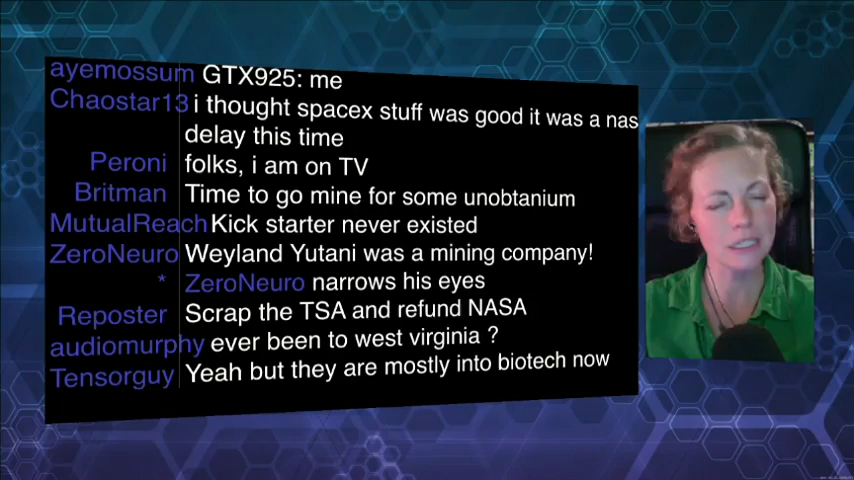 ayemossum GTX925: me
Chaostar13 i thought spacex stuff was good it was a nas
delay this time
Peroni folks, i am on TV
Britman Time to go mine for some unobtanium
MutualReach Kick starter never existed
ZeroNeuro Weyland Yutani was a mining company!
* ZeroNeuro narrows his eyes
Reposter Scrap the TSA and refund NASA
audiomurphy ever been to west virginia ?
Tensorguy Yeah but they are mostly into biotech now